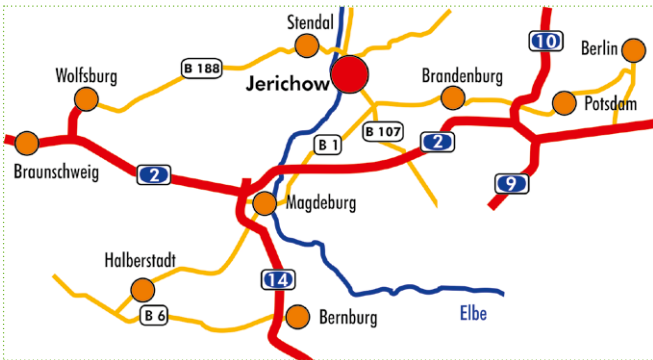 Stendal
10
Berlin
B 188
Wolfsburg
Jerichow
Brandenburg
Potsdam
B 107
B 1
2
Braunschweig
2
9
Magdeburg
Halberstadt
14
B 6
Bernburg
Elbe